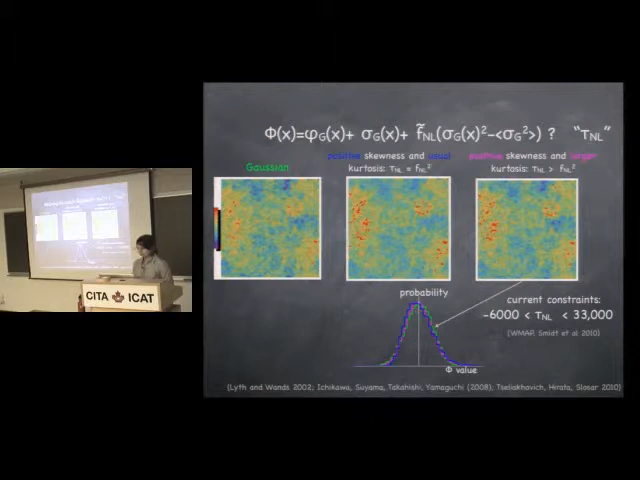 Φ(x)=φG(x)+ σG(x)+ f̃NL(σG(x)²-<σG²>) ? "τNL"
Gaussian
positive skewness and usual
kurtosis: τNL = fNL²
positive skewness and larger
kurtosis: τNL > fNL²
probability
current constraints:
-6000 < τNL < 33,000
(WMAP, Smidt et al 2010)
Φ value
(Lyth and Wands 2002; Ichikawa, Suyama, Takahashi, Yamaguchi (2008); Tseliakhovich, Hirata, Slosar 2010)
CITA ICAT